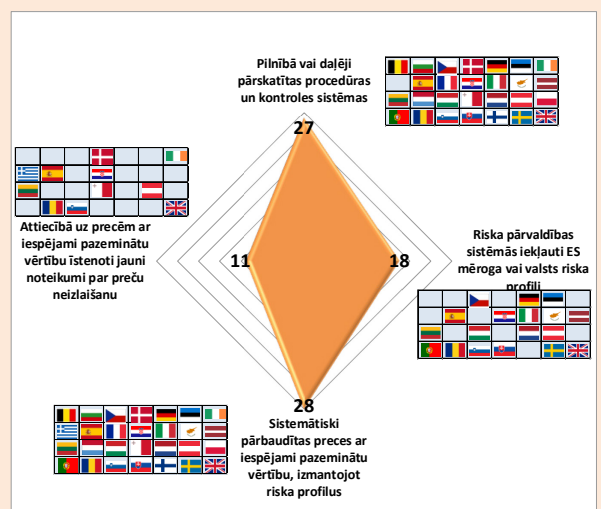 Pilnībā vai daļēji
pārskatītas procedūras
un kontroles sistēmas
27
Attiecībā uz precēm ar
iespējami pazeminātu
vērtību īstenoti jauni
noteikumi par preču
neizlaišanu
11
18
Riska pārvaldības
sistēmās iekļauti ES
mēroga vai valsts riska
profili
28
Sistemātiski
pārbaudītas preces ar
iespējami pazeminātu
vērtību, izmantojot
riska profilus